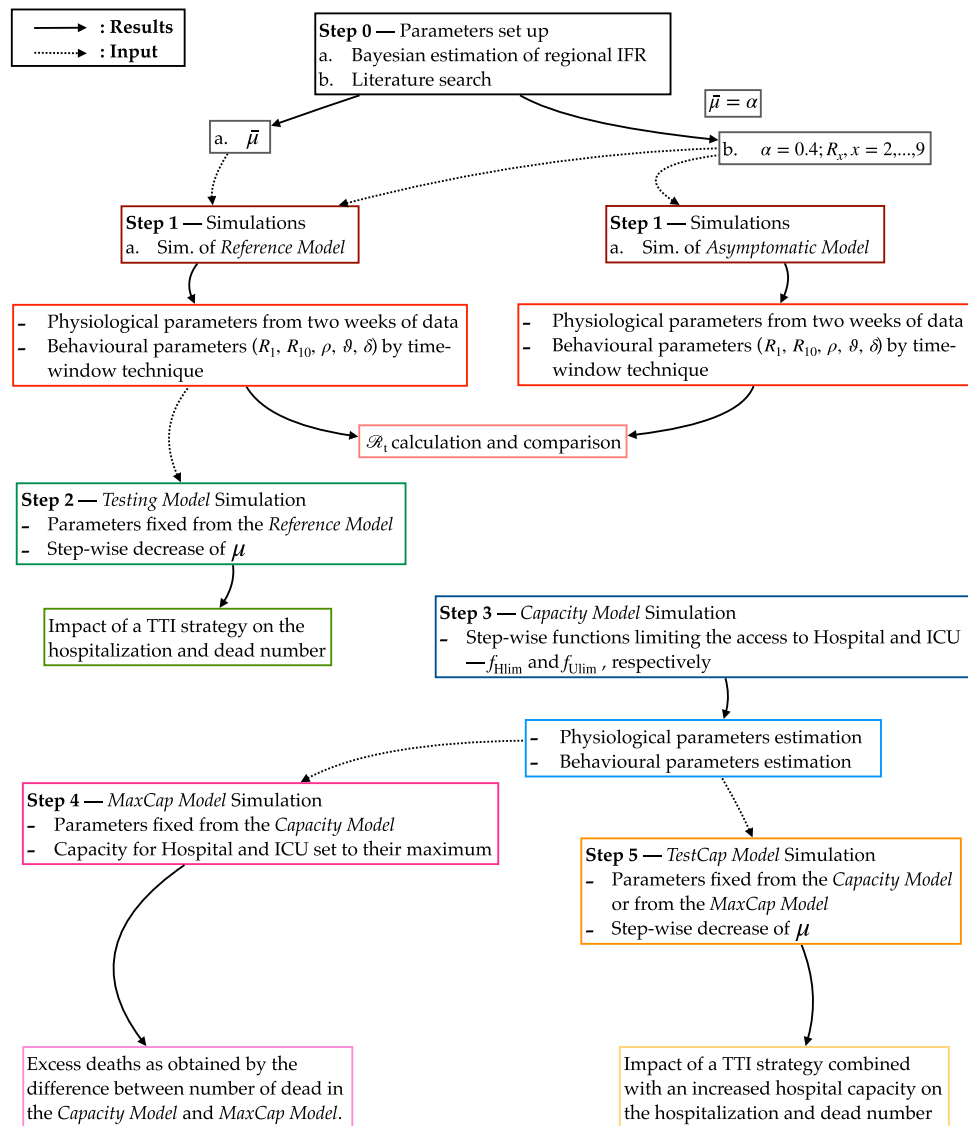 : Results
: Input
Step 0 — Parameters set up
a. Bayesian estimation of regional IFR
b. Literature search
μ̄ = α
a. μ̄
b. α = 0.4; Rₓ, x = 2,...,9
Step 1 — Simulations
a. Sim. of Reference Model
Step 1 — Simulations
a. Sim. of Asymptomatic Model
- Physiological parameters from two weeks of data
- Behavioural parameters (R₁, R₁₀, ρ, ϑ, δ) by time-
window technique
- Physiological parameters from two weeks of data
- Behavioural parameters (R₁, R₁₀, ρ, ϑ, δ) by time-
window technique
ℛₜ calculation and comparison
Step 2 — Testing Model Simulation
- Parameters fixed from the Reference Model
- Step-wise decrease of μ
Impact of a TTI strategy on the
hospitalization and dead number
Step 3 — Capacity Model Simulation
- Step-wise functions limiting the access to Hospital and ICU
— f_Hlim and f_Ulim , respectively
- Physiological parameters estimation
- Behavioural parameters estimation
Step 4 — MaxCap Model Simulation
- Parameters fixed from the Capacity Model
- Capacity for Hospital and ICU set to their maximum
Step 5 — TestCap Model Simulation
- Parameters fixed from the Capacity Model
or from the MaxCap Model
- Step-wise decrease of μ
Excess deaths as obtained by the
difference between number of dead in
the Capacity Model and MaxCap Model.
Impact of a TTI strategy combined
with an increased hospital capacity on
the hospitalization and dead number